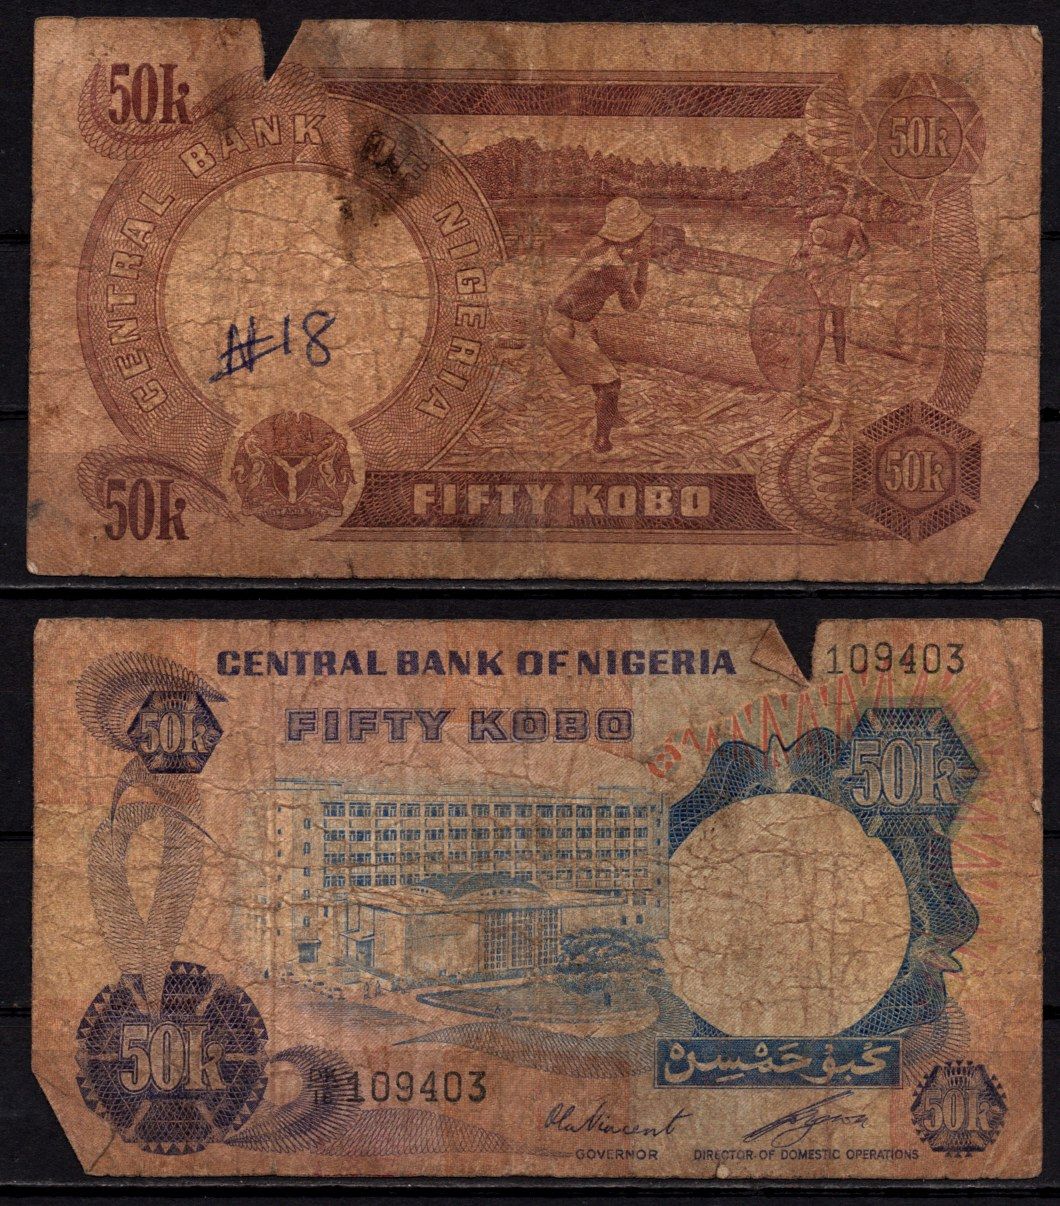 50k
CENTRAL BANK OF NIGERIA
50k
₦18
50k
50k
FIFTY KOBO
CENTRAL BANK OF NIGERIA
109403
FIFTY KOBO
50k
50k
50k
كُبُو حَمْسِنْ
109403
50k
GOVERNOR
DIRECTOR OF DOMESTIC OPERATIONS